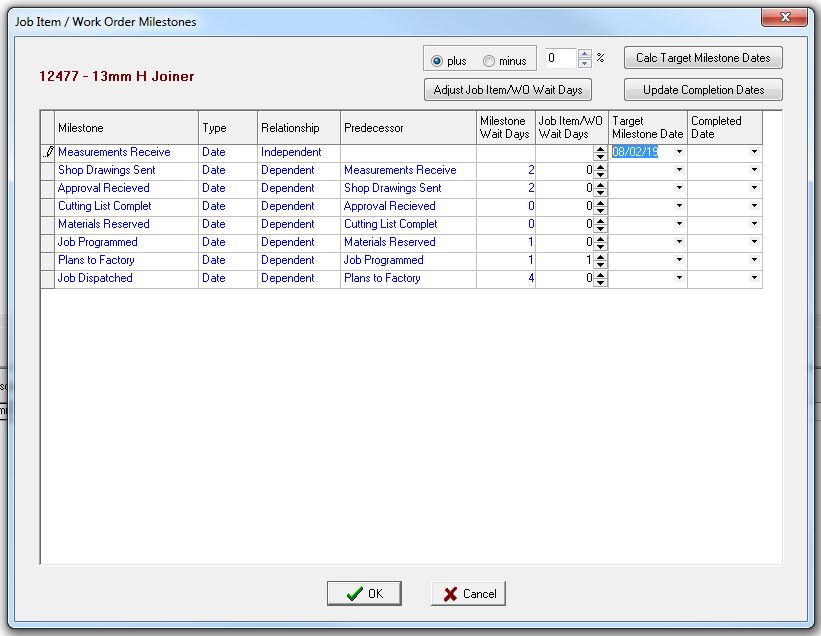 Job Item / Work Order Milestones
plus minus 0 % Calc Target Milestone Dates
12477 - 13mm H Joiner
Adjust Job Item/WO Wait Days Update Completion Dates
Milestone Type Relationship Predecessor Milestone Wait Days Job Item/WO Wait Days Target Milestone Date Completed Date
Measurements Receive Date Independent 08/02/19
Shop Drawings Sent Date Dependent Measurements Receive 2 0
Approval Recieved Date Dependent Shop Drawings Sent 2 0
Cutting List Complet Date Dependent Approval Recieved 0 0
Materials Reserved Date Dependent Cutting List Complet 0 0
Job Programmed Date Dependent Materials Reserved 1 0
Plans to Factory Date Dependent Job Programmed 1 1
Job Dispatched Date Dependent Plans to Factory 4 0
OK Cancel